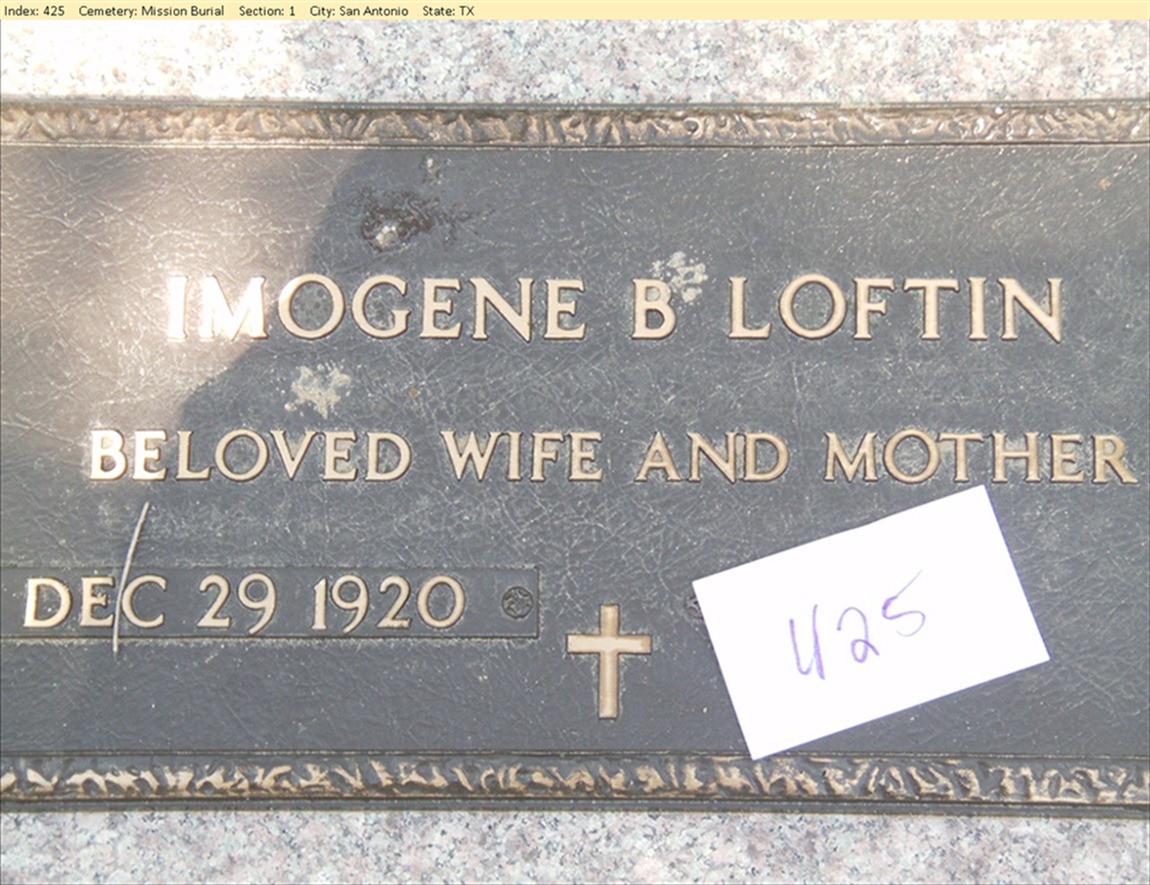 Index: 425 Cemetery: Mission Burial Section: 1 City: San Antonio State: TX
IMOGENE B LOFTIN
BELOVED WIFE AND MOTHER
DEC 29 1920
425